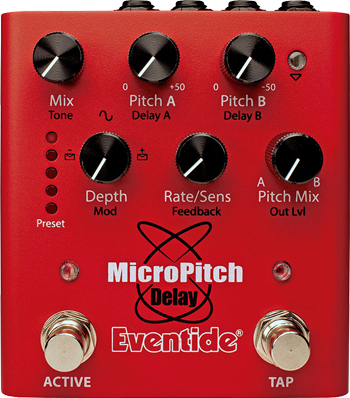 0 +50 0 -50
Mix Pitch A Pitch B
Tone Delay A Delay B
- +
Depth Rate/Sens A B
Mod Feedback Pitch Mix
Out Lvl
Preset
MicroPitch
Delay
Eventide®
ACTIVE TAP